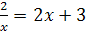 2/x = 2x + 3